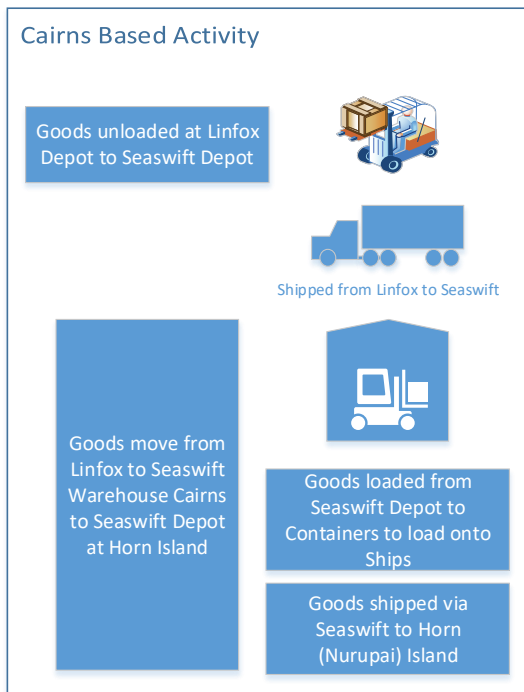 Cairns Based Activity
Goods unloaded at Linfox
Depot to Seaswift Depot
Shipped from Linfox to Seaswift
Goods move from
Linfox to Seaswift
Warehouse Cairns
to Seaswift Depot
at Horn Island
Goods loaded from
Seaswift Depot to
Containers to load onto
Ships
Goods shipped via
Seaswift to Horn
(Nurupai) Island